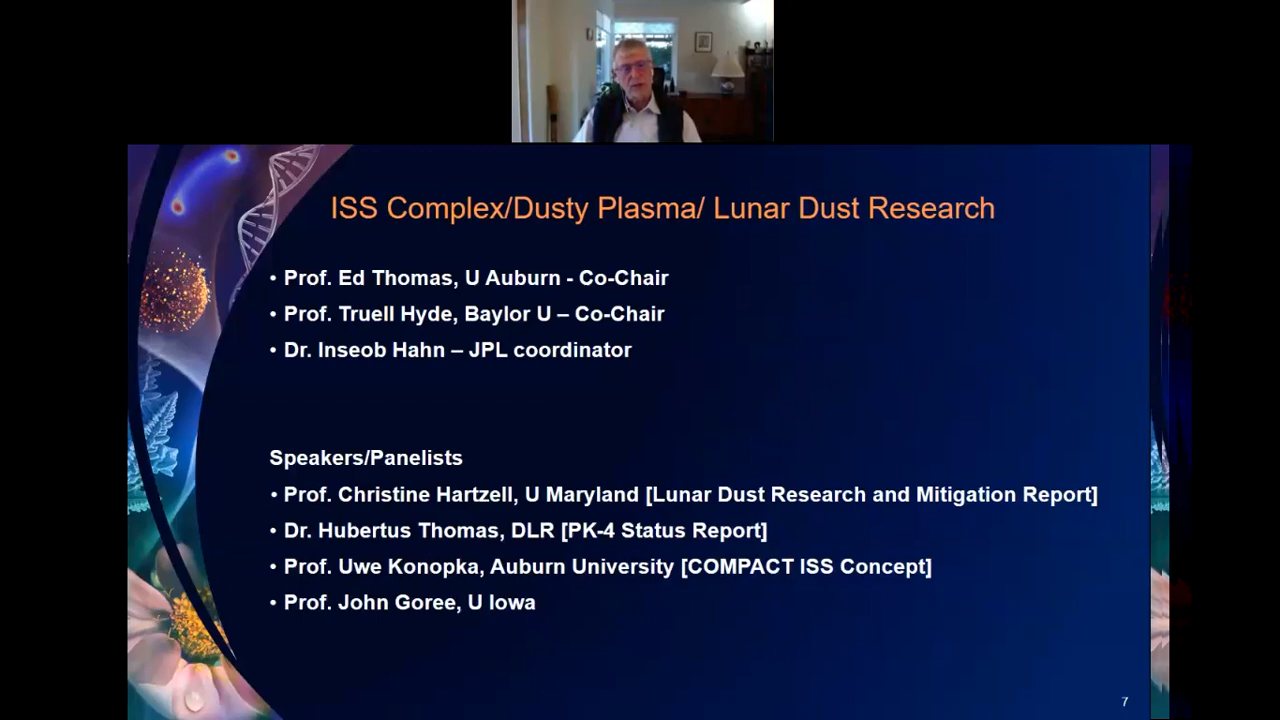 ISS Complex/Dusty Plasma/ Lunar Dust Research
• Prof. Ed Thomas, U Auburn - Co-Chair
• Prof. Truell Hyde, Baylor U – Co-Chair
• Dr. Inseob Hahn – JPL coordinator
Speakers/Panelists
• Prof. Christine Hartzell, U Maryland [Lunar Dust Research and Mitigation Report]
• Dr. Hubertus Thomas, DLR [PK-4 Status Report]
• Prof. Uwe Konopka, Auburn University [COMPACT ISS Concept]
• Prof. John Goree, U Iowa
7